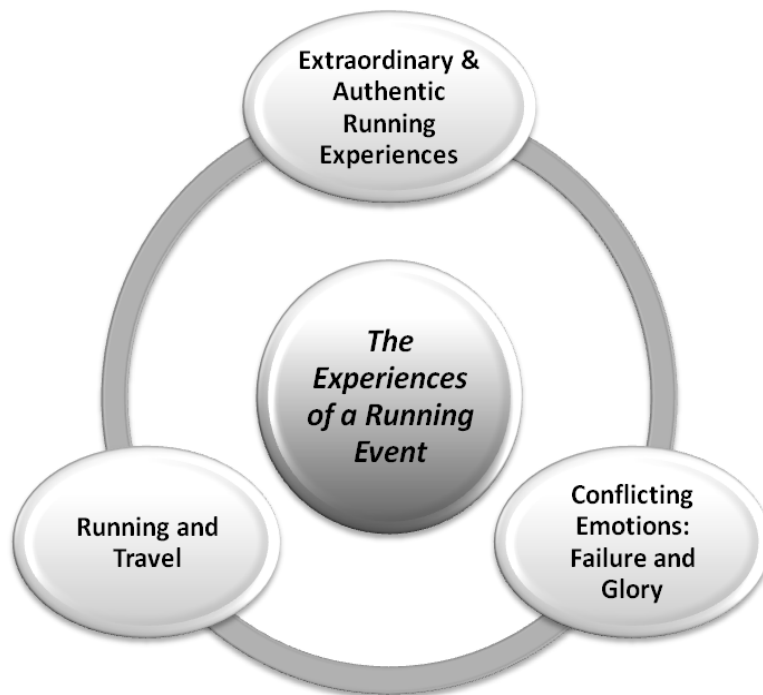 Extraordinary &
Authentic
Running
Experiences
The
Experiences
of a Running
Event
Running and
Travel
Conflicting
Emotions:
Failure and
Glory